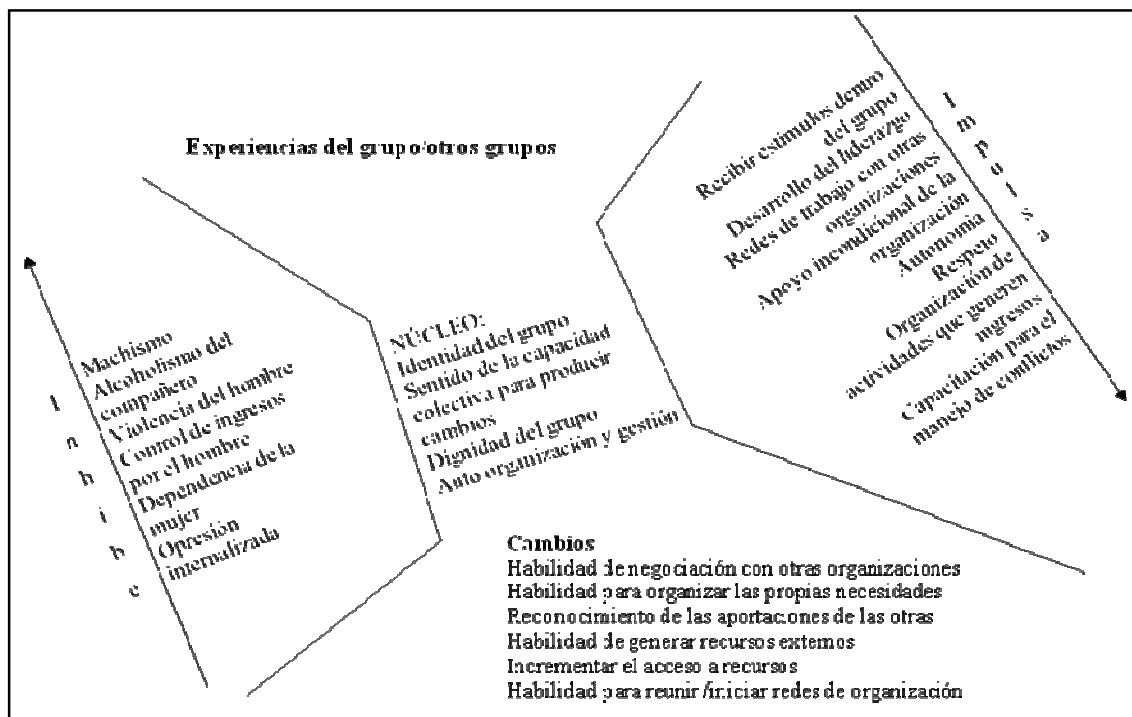 Experiencias del grupo/otros grupos
Inhibe
Machismo
Alcoholismo del
compañero
Violencia del hombre
Control de ingresos
por el hombre
Dependencia de la
mujer
Opresión
internalizada
NÚCLEO:
Identidad del grupo
Sentido de la capacidad
colectiva para producir
cambios
Dignidad del grupo
Auto organización y gestión
Recibir estímulos dentro
del grupo
Desarrollo del liderazgo
Redes de trabajo con otras
organizaciones
Apoyo incondicional de la
organización
Autonomía
Respeto
Organización de
actividades que generen
ingresos
Capacitación para el
manejo de conflictos
Impulsa
Cambios
Habilidad de negociación con otras organizaciones
Habilidad para organizar las propias necesidades
Reconocimiento de las aportaciones de las otras
Habilidad de generar recursos externos
Incrementar el acceso a recursos
Habilidad para reunir /iniciar redes de organización